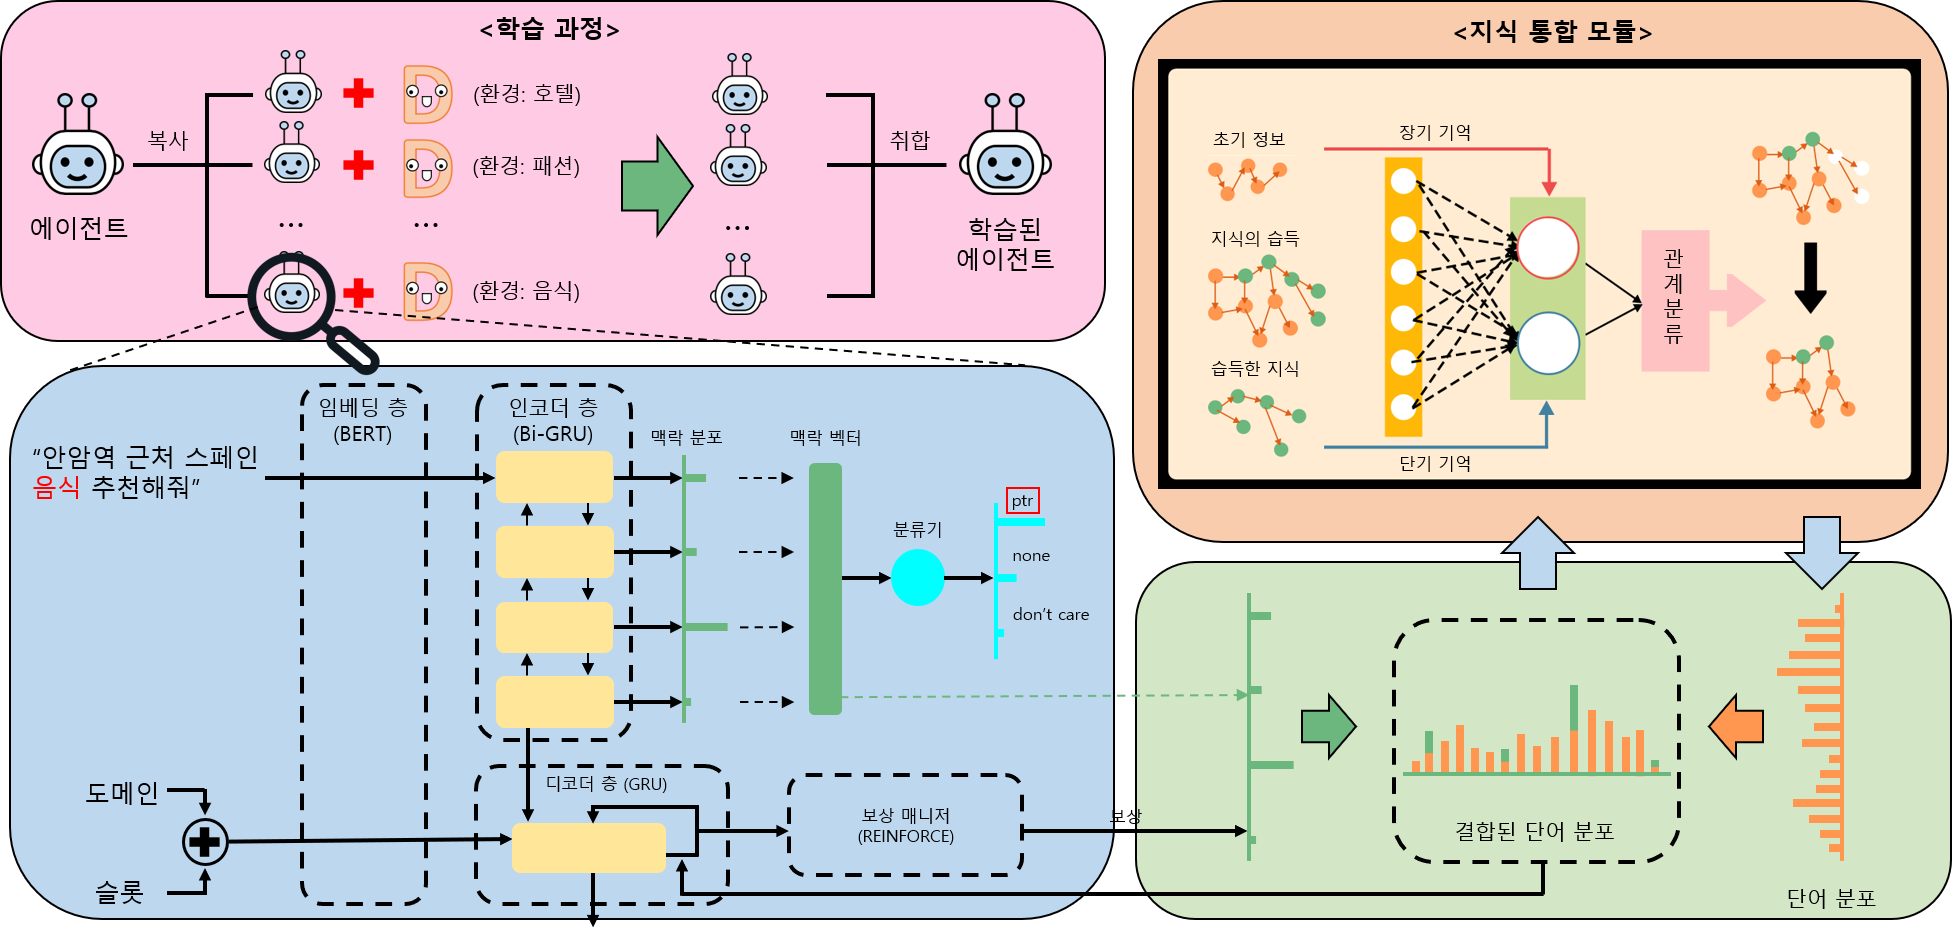 <학습 과정>
복사
에이전트
(환경: 호텔)
(환경: 패션)
...
...
(환경: 음식)
...
취합
학습된
에이전트
<지식 통합 모듈>
초기 정보
장기 기억
지식의 습득
습득한 지식
단기 기억
관
계
분
류
임베딩 층
(BERT)
인코더 층
(Bi-GRU)
맥락 분포
맥락 벡터
“안암역 근처 스페인
음식 추천해줘”
분류기
ptr
none
don't care
도메인
슬롯
디코더 층 (GRU)
보상 매니저
(REINFORCE)
보상
결합된 단어 분포
단어 분포